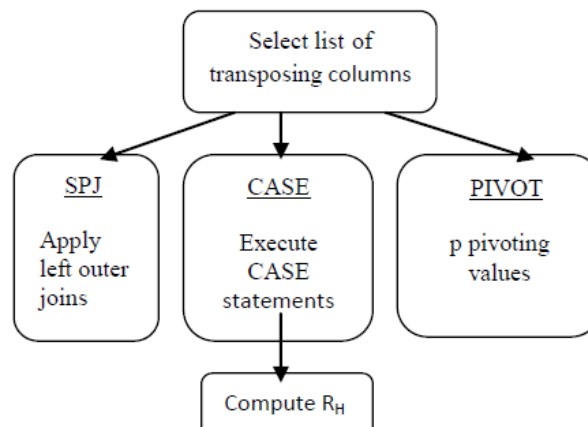 Select list of
transposing columns
SPJ
Apply
left outer
joins
CASE
Execute
CASE
statements
PIVOT
p pivoting
values
Compute R_H